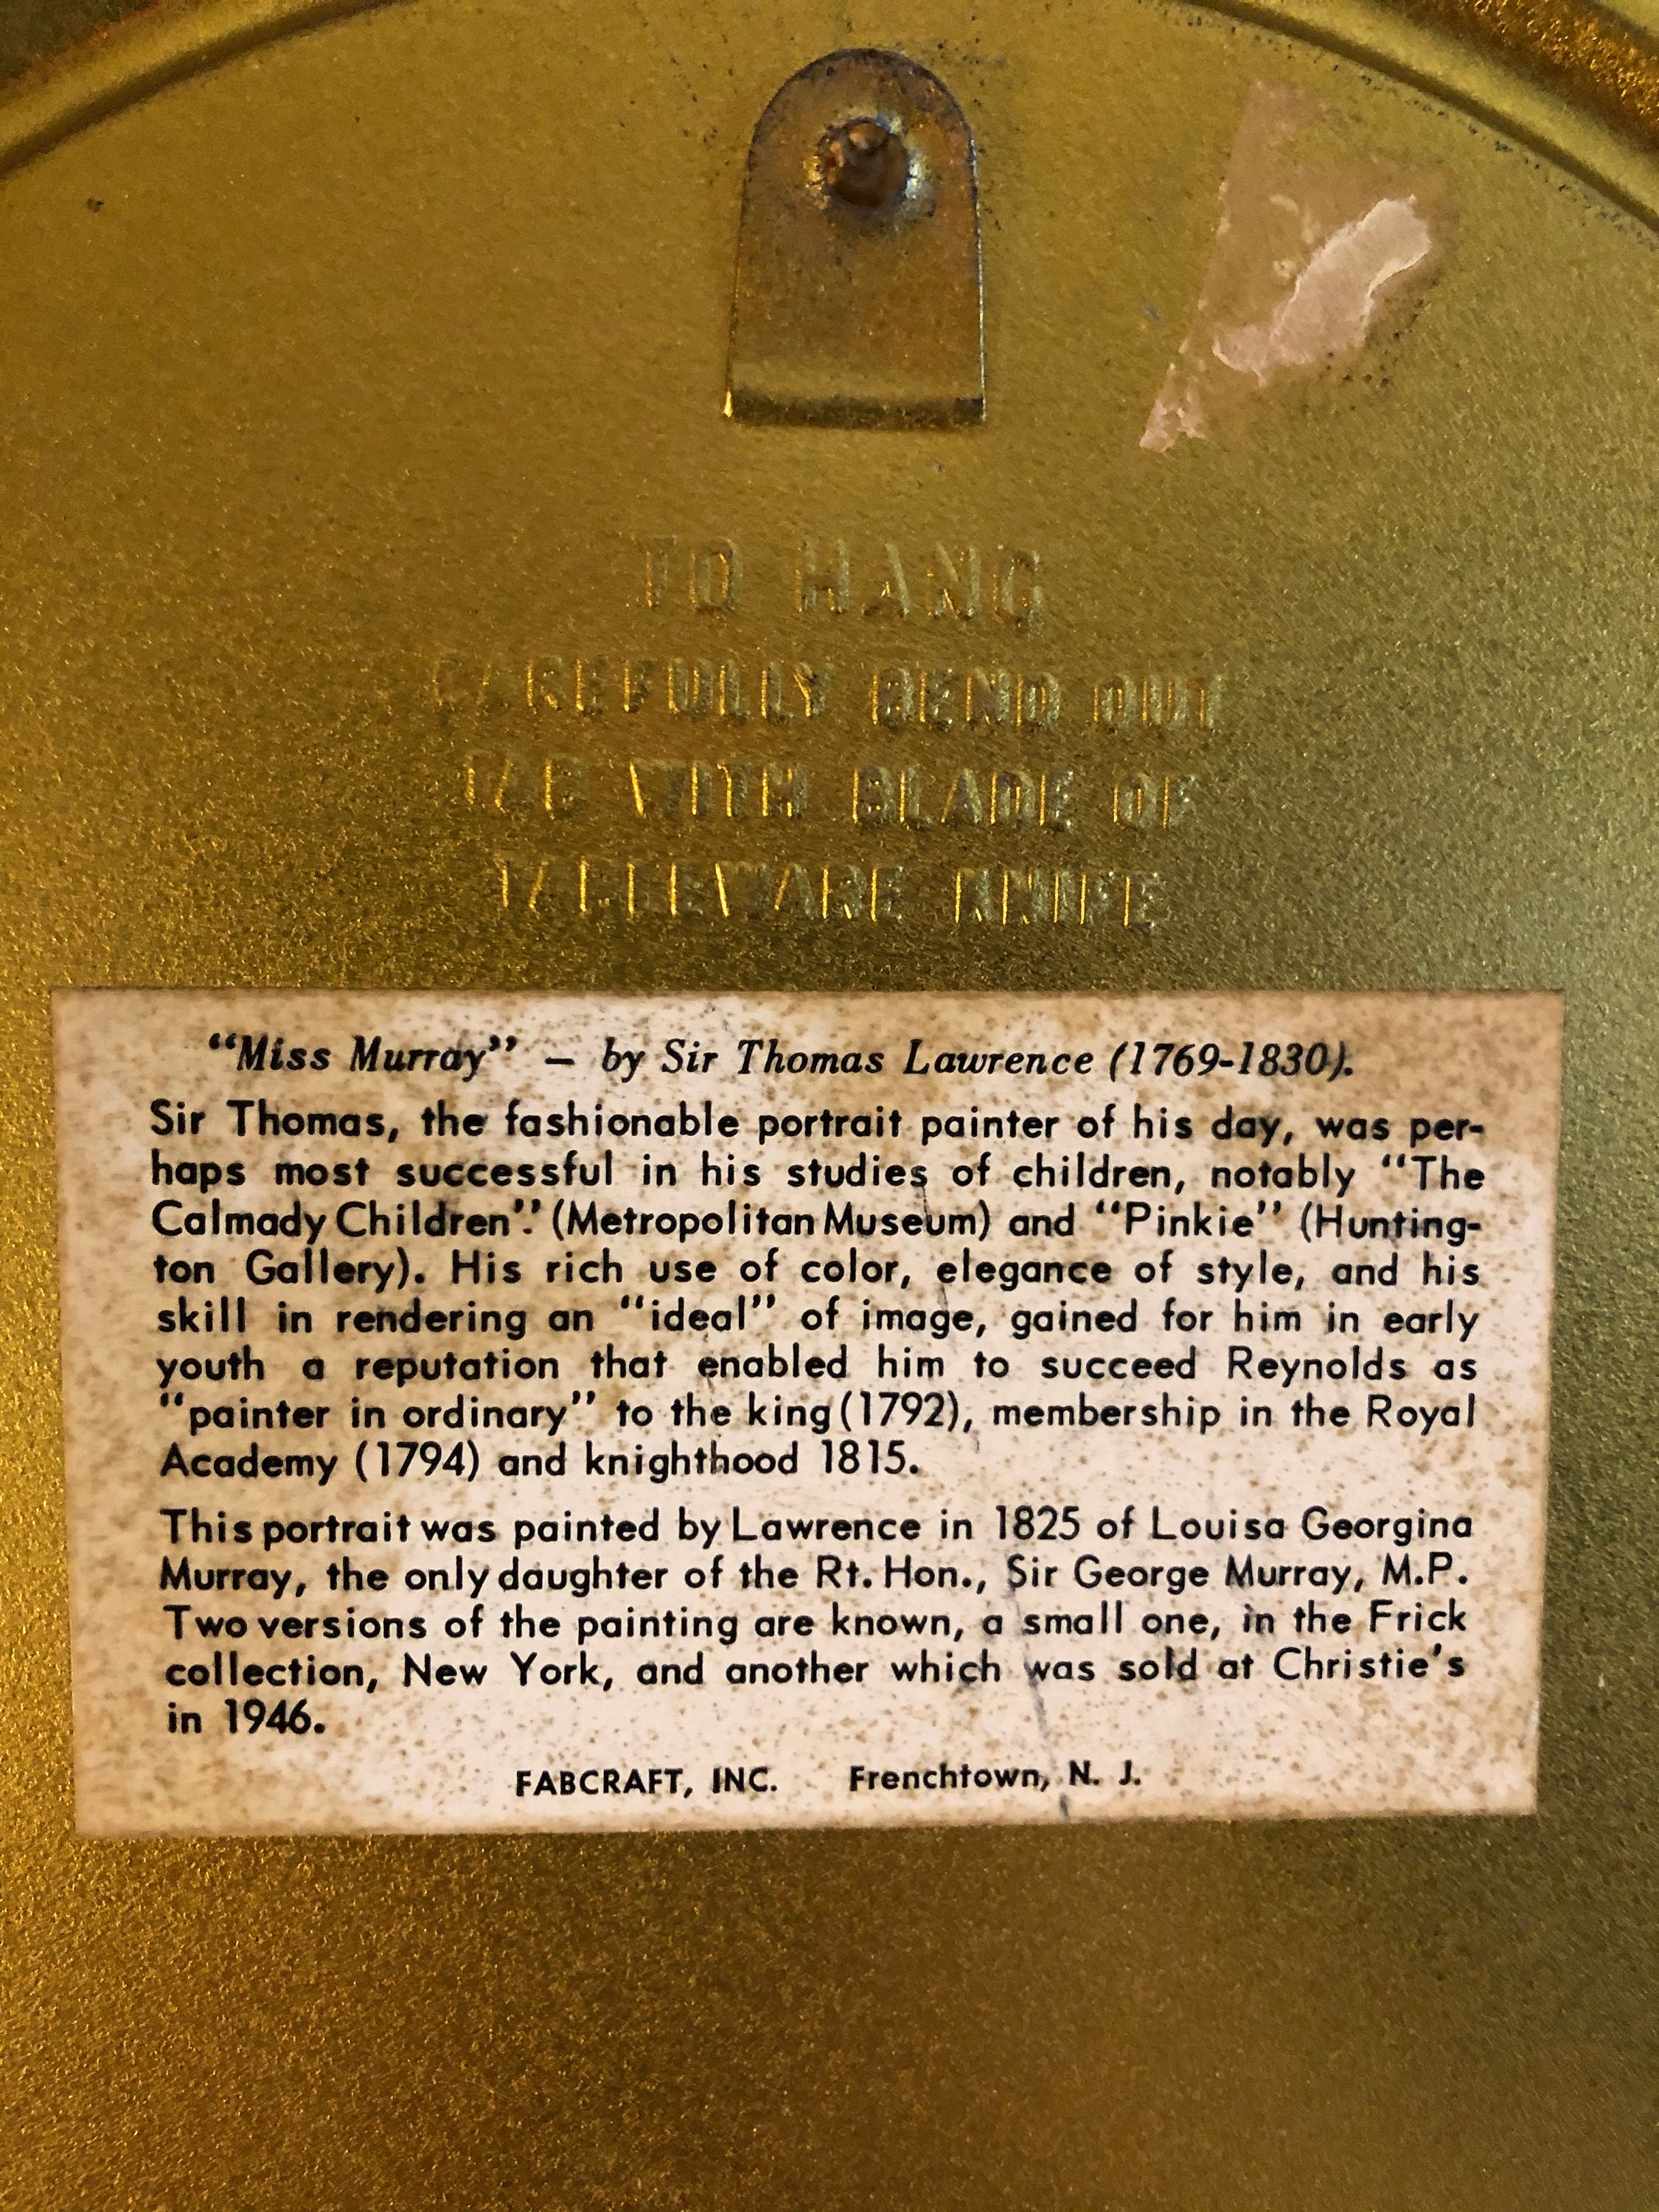 TO HANG
CAREFULLY BEND OUT
TAB WITH BLADE OF
TABLEWARE KNIFE
“Miss Murray” – by Sir Thomas Lawrence (1769-1830).
Sir Thomas, the fashionable portrait painter of his day, was per-
haps most successful in his studies of children, notably “The
Calmady Children”.’ (Metropolitan Museum) and “Pinkie” (Hunting-
ton Gallery). His rich use of color, elegance of style, and his
skill in rendering an “ideal” of image, gained for him in early
youth a reputation that enabled him to succeed Reynolds as
“painter in ordinary” to the king (1792), membership in the Royal
Academy (1794) and knighthood 1815.
This portrait was painted by Lawrence in 1825 of Louisa Georgina
Murray, the only daughter of the Rt. Hon., Sir George Murray, M.P.
Two versions of the painting are known, a small one, in the Frick
collection, New York, and another which was sold at Christie's
in 1946.
FABCRAFT, INC. Frenchtown, N. J.